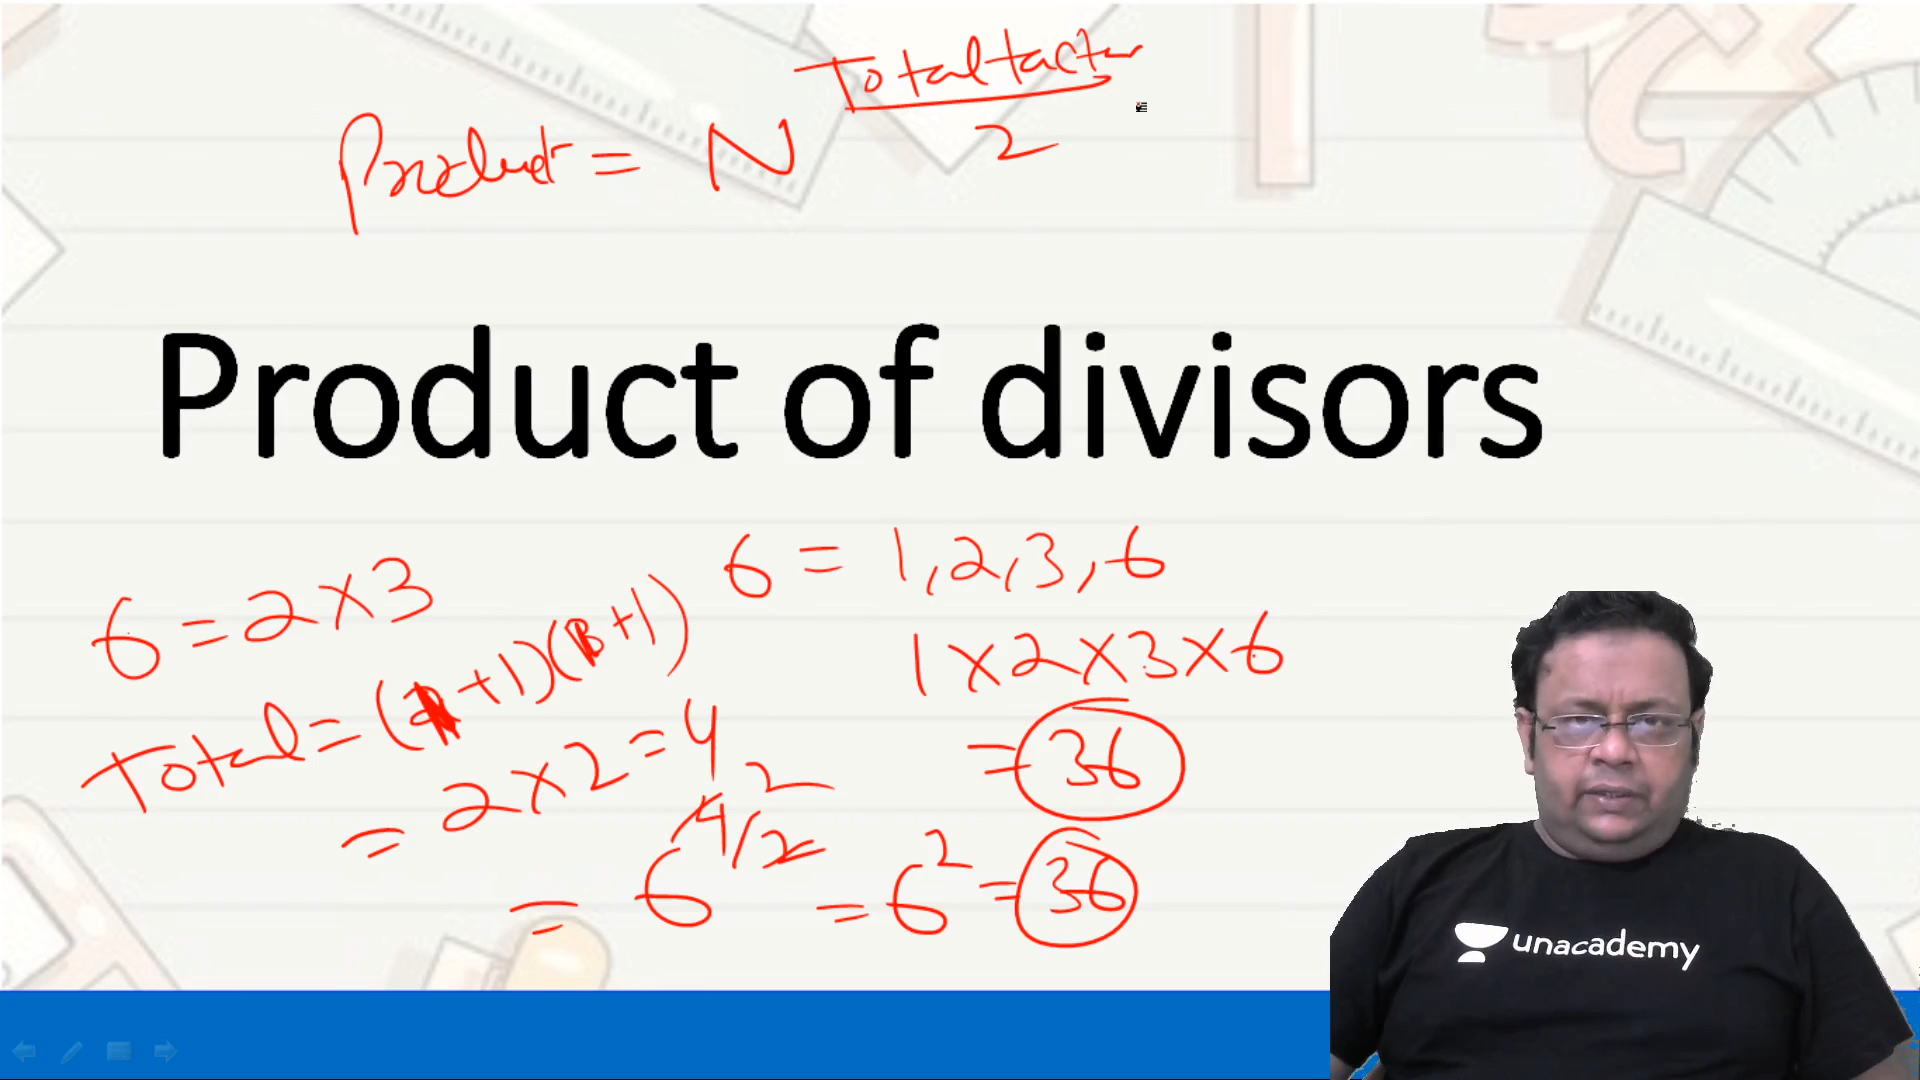 Product = N Total factor / 2
Product of divisors
6 = 2 × 3
Total = ( +1)(B+1)
= 2 × 2 = 4
= 6^4/2 2 = 6^2 = 36
6 = 1, 2, 3, 6
1 × 2 × 3 × 6
= 36
unacademy